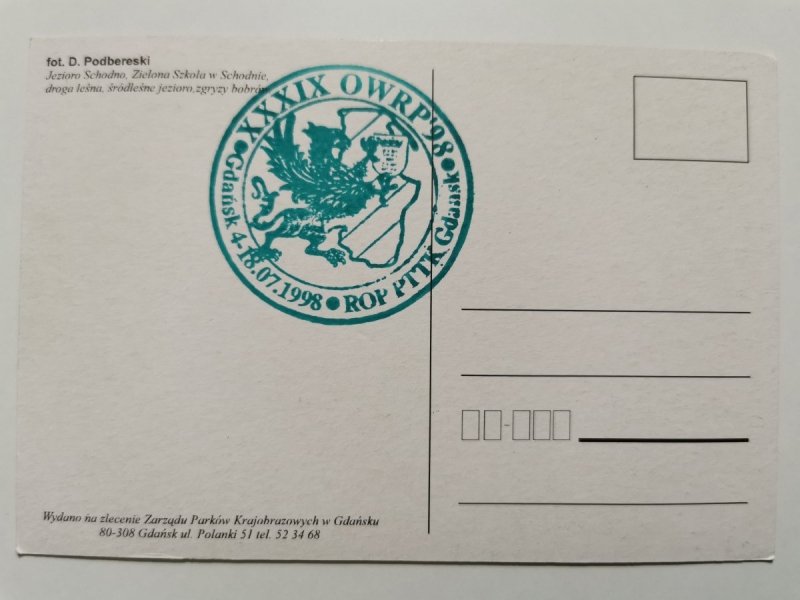 fot. D. Podbereski
Jezioro Schodno, Zielona Szkoła w Schodnie,
droga leśna, śródleśne jezioro, zgryzy bobrów
XXXIX OWRP'98
Gdańsk 4-18.07.1998 • ROP PTTK Gdańsk
Wydano na zlecenie Zarządu Parków Krajobrazowych w Gdańsku
80-308 Gdańsk ul. Polanki 51 tel. 52 34 68